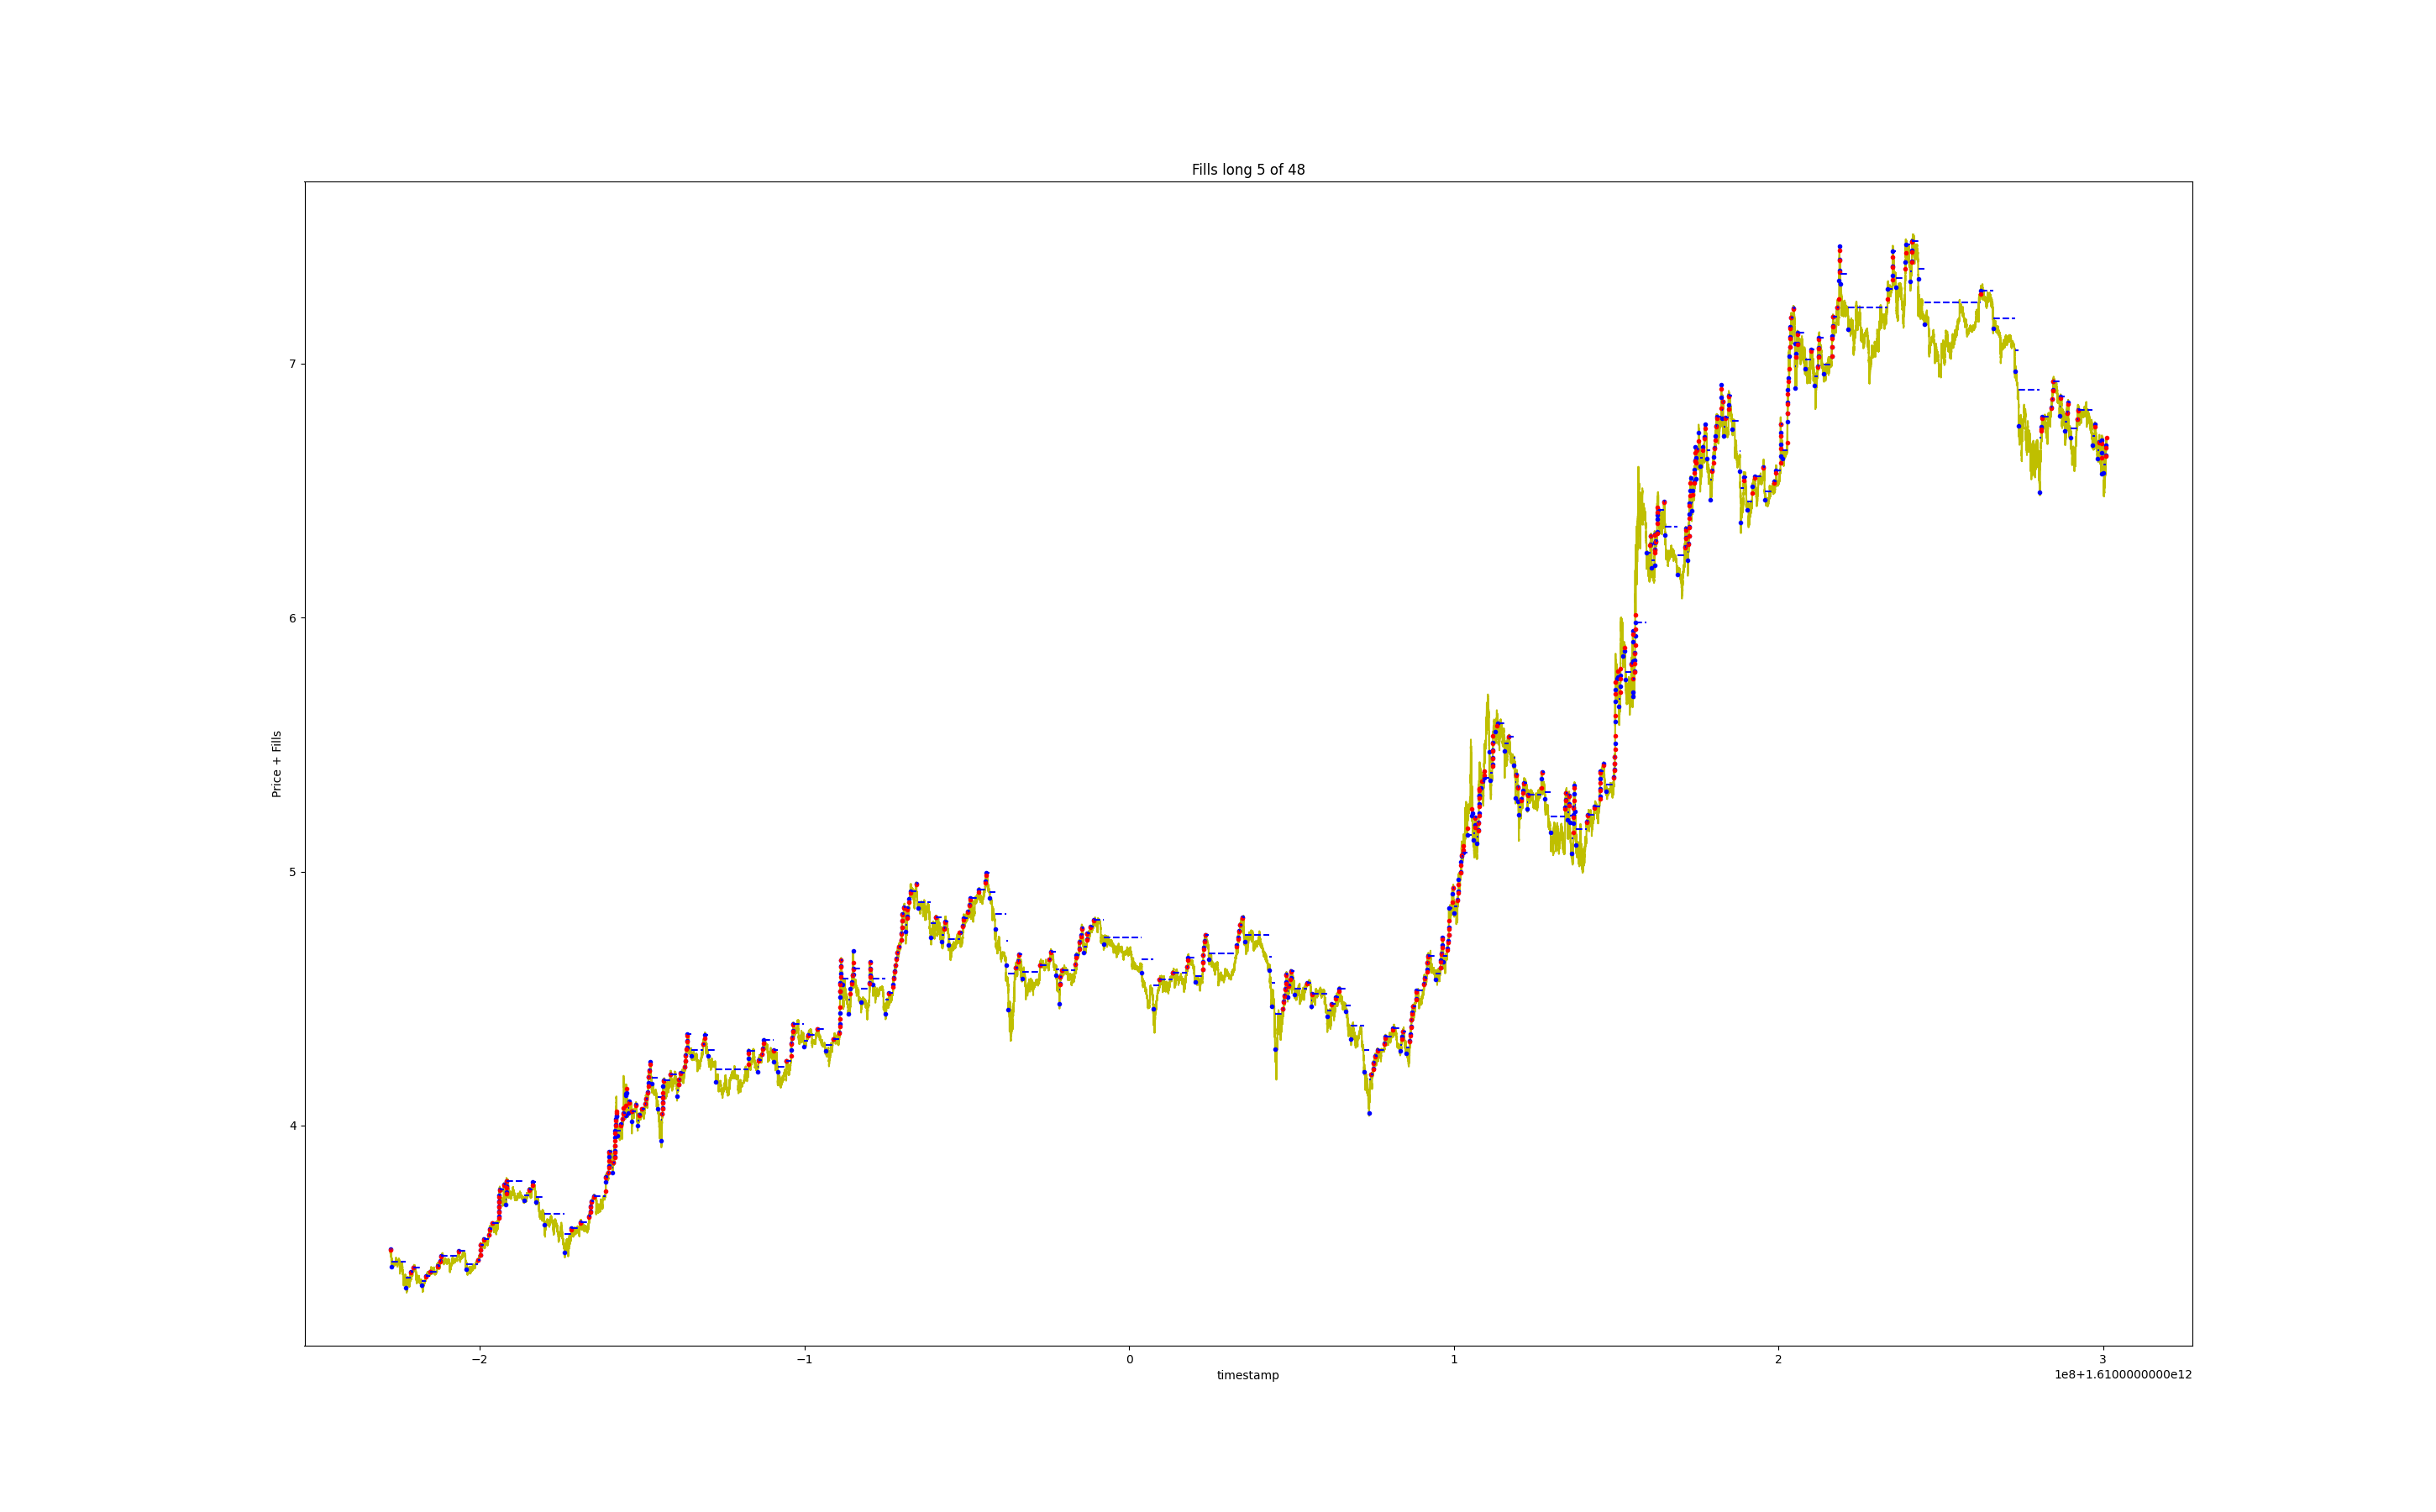 Fills long 5 of 48
Price + Fills
7
6
5
4
−2 −1 0 1 2 3
timestamp
1e8+1.6100000000e12